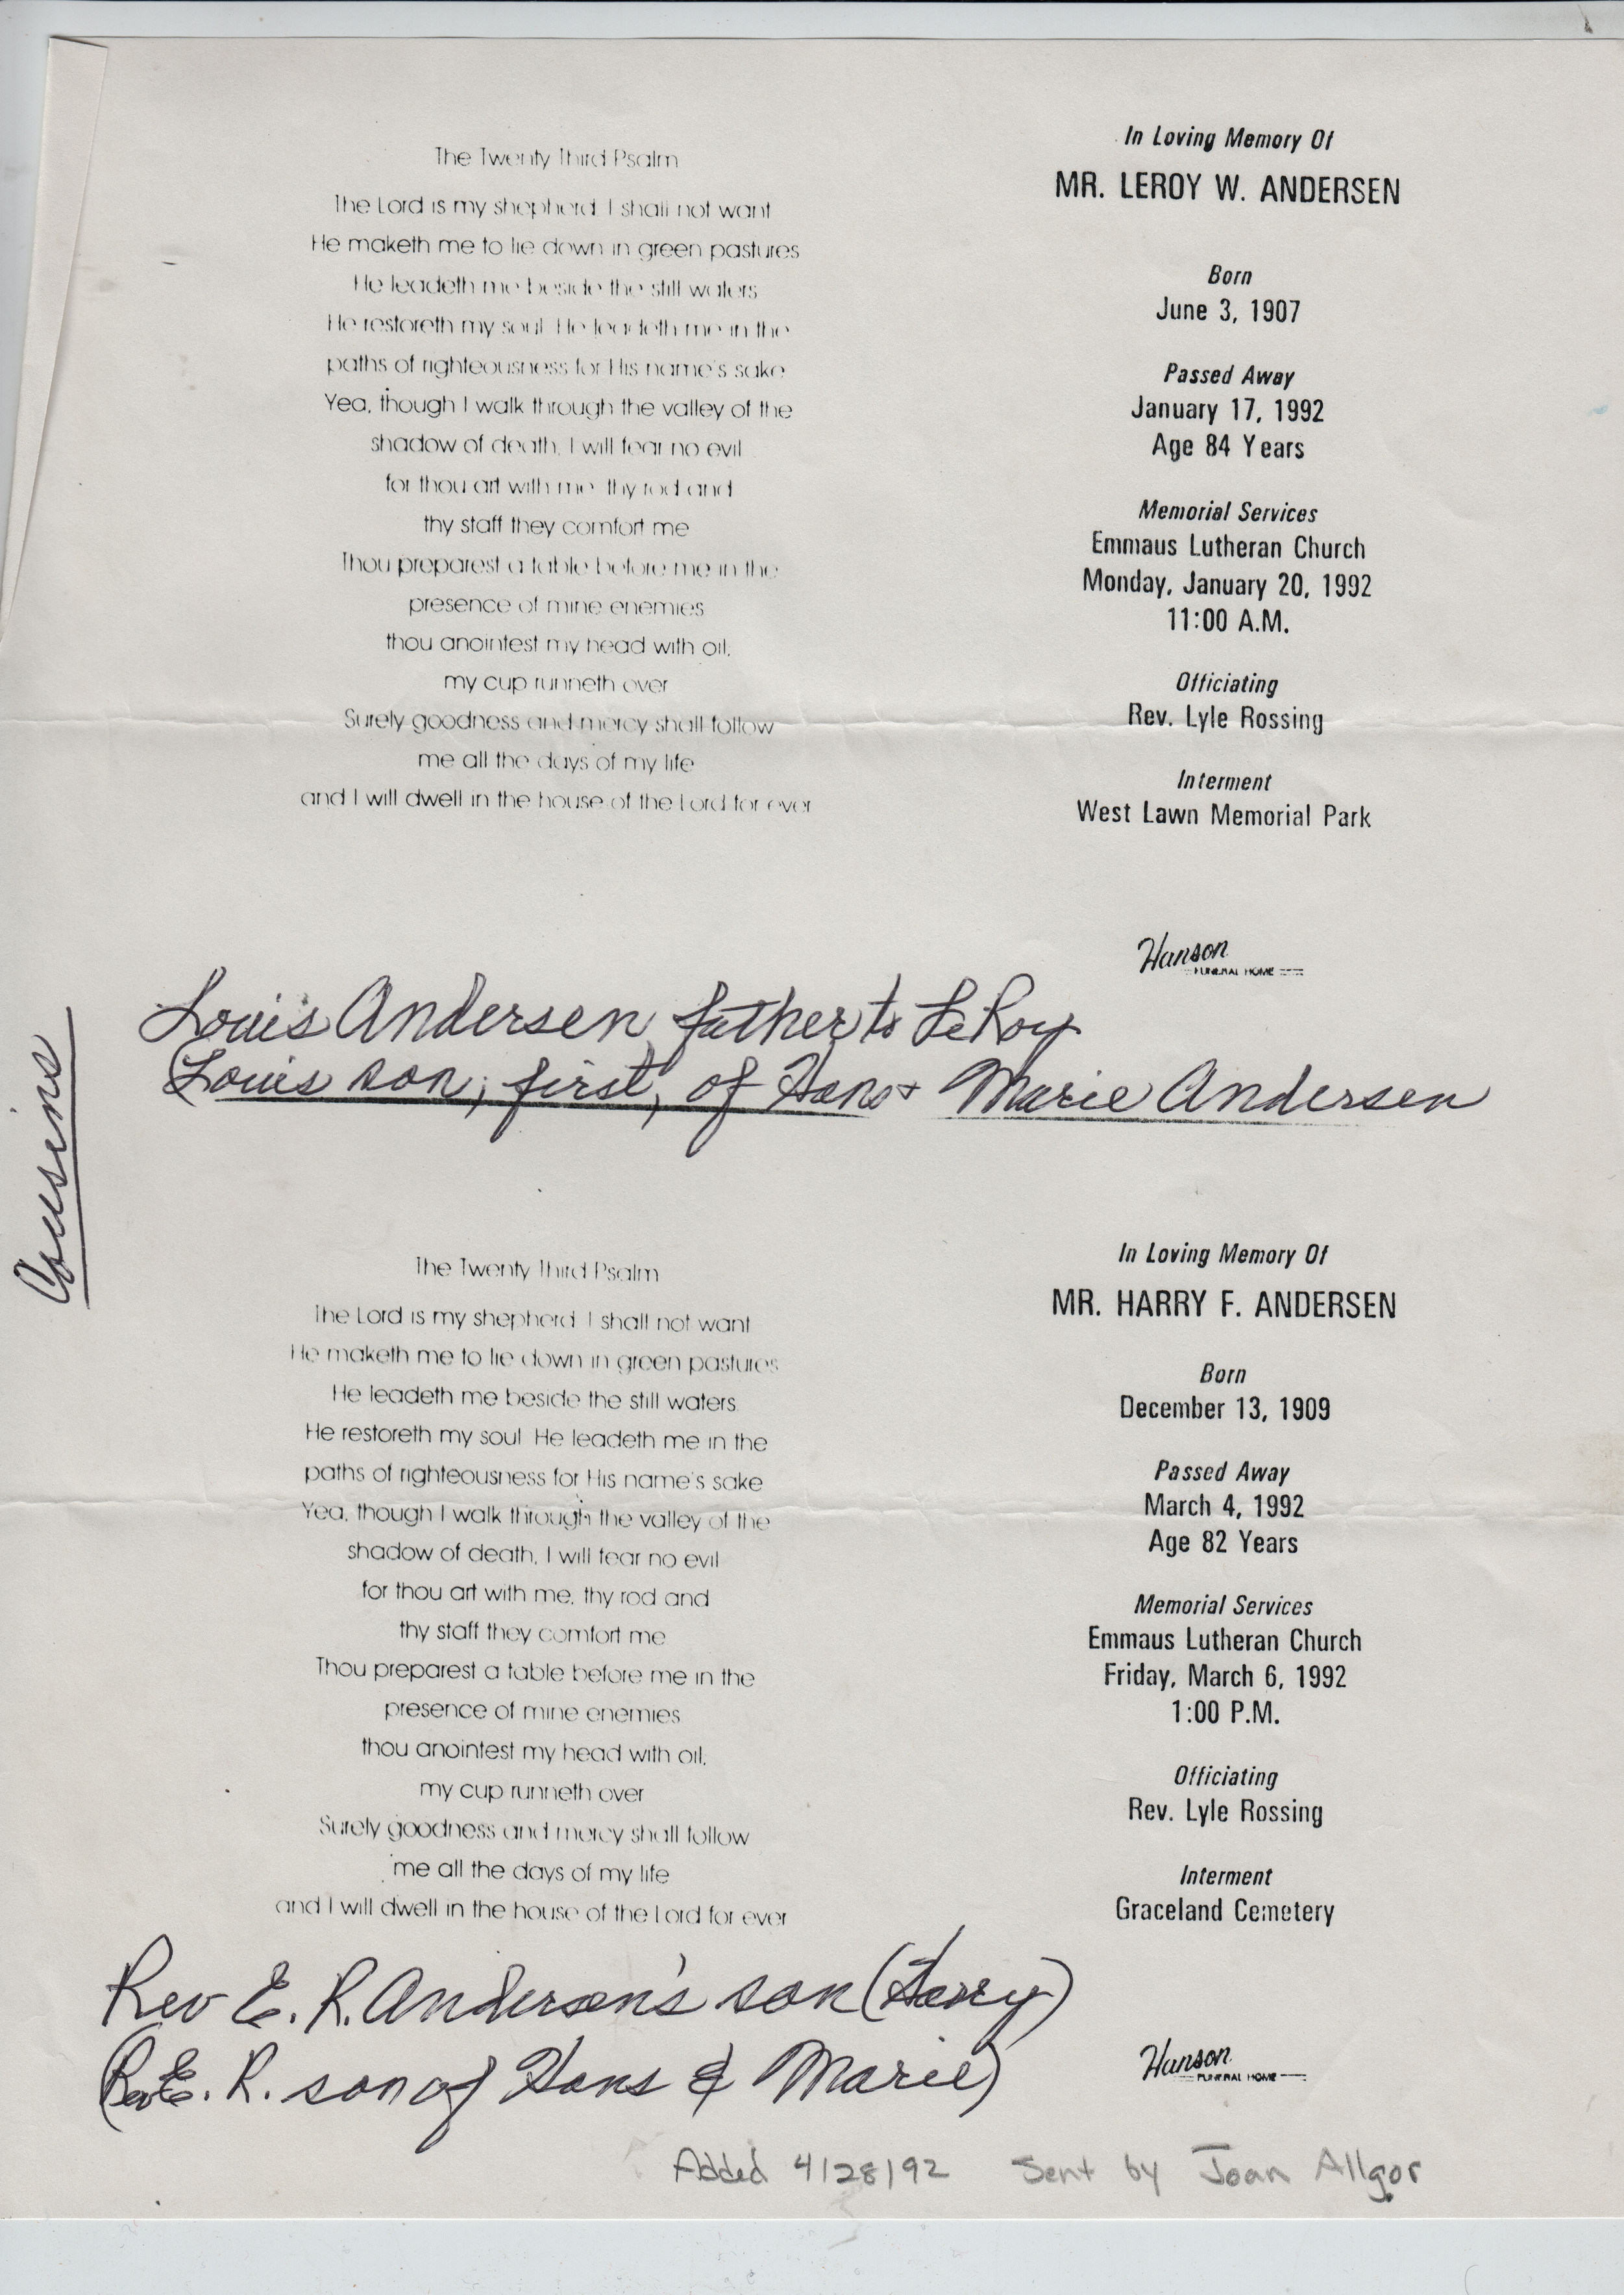 The Twenty Third Psalm
The Lord is my shepherd I shall not want
He maketh me to lie down in green pastures
He leadeth me beside the still waters
He restoreth my soul He leadeth me in the
paths of righteousness for His name's sake
Yea, though I walk through the valley of the
shadow of death, I will fear no evil
for thou art with me thy rod and
thy staff they comfort me
Thou preparest a table before me in the
presence of mine enemies
thou anointest my head with oil,
my cup runneth over
Surely goodness and mercy shall follow
me all the days of my life
and I will dwell in the house of the Lord for ever
In Loving Memory Of
MR. LEROY W. ANDERSEN
Born
June 3, 1907
Passed Away
January 17, 1992
Age 84 Years
Memorial Services
Emmaus Lutheran Church
Monday, January 20, 1992
11:00 A.M.
Officiating
Rev. Lyle Rossing
Interment
West Lawn Memorial Park
Hanson
FUNERAL HOME
Louis Andersen, father to LeRoy
(Louis son, first, of Hans + Marie Andersen
Cousins
The Twenty Third Psalm
The Lord is my shepherd I shall not want
He maketh me to lie down in green pastures
He leadeth me beside the still waters
He restoreth my soul He leadeth me in the
paths of righteousness for His name's sake
Yea, though I walk through the valley of the
shadow of death, I will fear no evil
for thou art with me, thy rod and
thy staff they comfort me
Thou preparest a table before me in the
presence of mine enemies
thou anointest my head with oil,
my cup runneth over
Surely goodness and mercy shall follow
me all the days of my life
and I will dwell in the house of the Lord for ever
In Loving Memory Of
MR. HARRY F. ANDERSEN
Born
December 13, 1909
Passed Away
March 4, 1992
Age 82 Years
Memorial Services
Emmaus Lutheran Church
Friday, March 6, 1992
1:00 P.M.
Officiating
Rev. Lyle Rossing
Interment
Graceland Cemetery
Hanson
FUNERAL HOME
Rev E. R. Andersen's son (Harry)
(Rev E. R. son of Hans & Marie)
Added 4/28/92 Sent by Joan Allgor